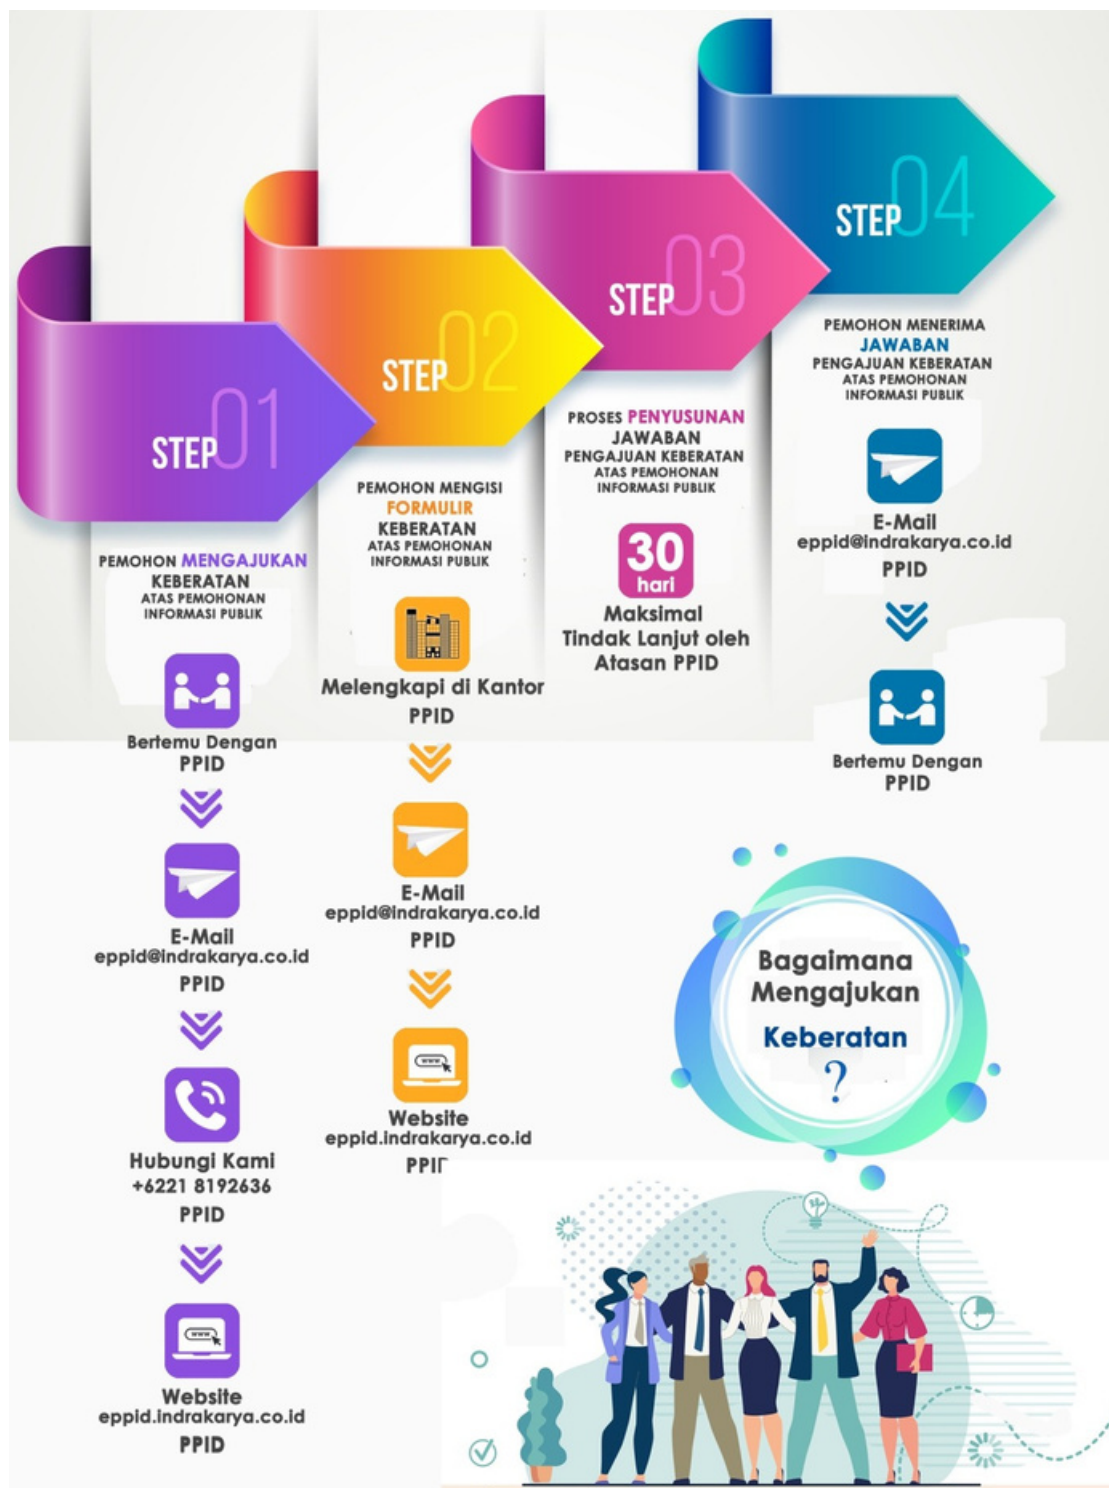 STEP 01
PEMOHON MENGAJUKAN
KEBERATAN
ATAS PEMOHONAN
INFORMASI PUBLIK
Bertemu Dengan
PPID
E-Mail
eppid@indrakarya.co.id
PPID
Hubungi Kami
+6221 8192636
PPID
www
Website
eppid.indrakarya.co.id
PPID
STEP 02
PEMOHON MENGISI
FORMULIR
KEBERATAN
ATAS PEMOHONAN
INFORMASI PUBLIK
Melengkapi di Kantor
PPID
E-Mail
eppid@indrakarya.co.id
PPID
www
Website
eppid.indrakarya.co.id
PPID
STEP 03
PROSES PENYUSUNAN
JAWABAN
PENGAJUAN KEBERATAN
ATAS PEMOHONAN
INFORMASI PUBLIK
30
hari
Maksimal
Tindak Lanjut oleh
Atasan PPID
STEP 04
PEMOHON MENERIMA
JAWABAN
PENGAJUAN KEBERATAN
ATAS PEMOHONAN
INFORMASI PUBLIK
E-Mail
eppid@indrakarya.co.id
PPID
Bertemu Dengan
PPID
Bagaimana
Mengajukan
Keberatan
?